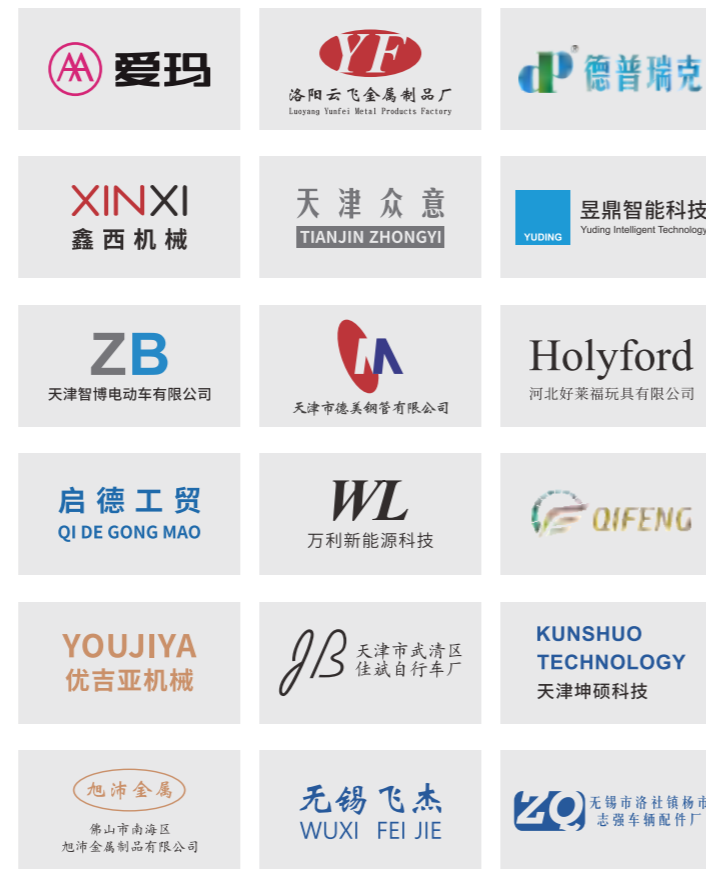 爱玛
YF
洛阳云飞金属制品厂
Luoyang Yunfei Metal Products Factory
dP
®
德普瑞克
XINXI
鑫西机械
天津众意
TIANJIN ZHONGYI
YUDING
昱鼎智能科技
Yuding Intelligent Technology
ZB
天津智博电动车有限公司
天津市德美钢管有限公司
Holyford
河北好莱福玩具有限公司
启德工贸
QI DE GONG MAO
WL
万利新能源科技
QIFENG
YOUJIYA
优吉亚机械
JB
天津市武清区
佳斌自行车厂
KUNSHUO
TECHNOLOGY
天津坤硕科技
旭沛金属
佛山市南海区
旭沛金属制品有限公司
无锡飞杰
WUXI FEI JIE
ZQ
无锡市洛社镇杨市
志强车辆配件厂